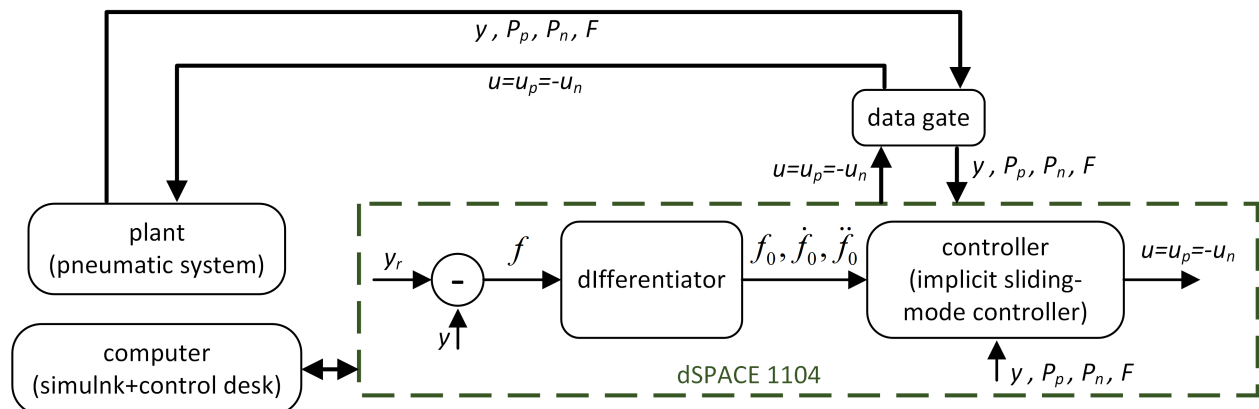 y , Pp, Pn, F
u=up=-un
data gate
u=up=-un
y , Pp, Pn, F
plant
(pneumatic system)
yr
-
y
f
dIfferentiator
f0, ḟ0, f̈0
controller
(implicit sliding-
mode controller)
u=up=-un
y , Pp, Pn, F
computer
(simulnk+control desk)
dSPACE 1104